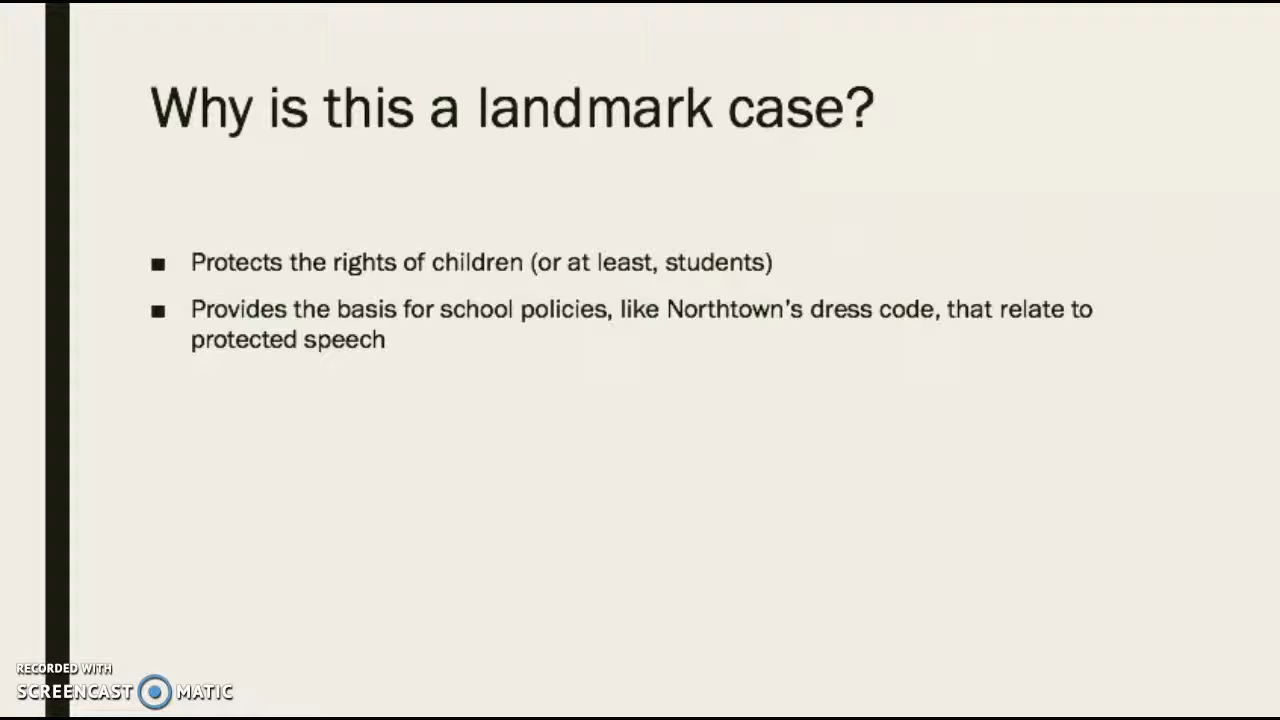 Why is this a landmark case?
■ Protects the rights of children (or at least, students)
■ Provides the basis for school policies, like Northtown's dress code, that relate to
protected speech
RECORDED WITH
SCREENCAST MATIC